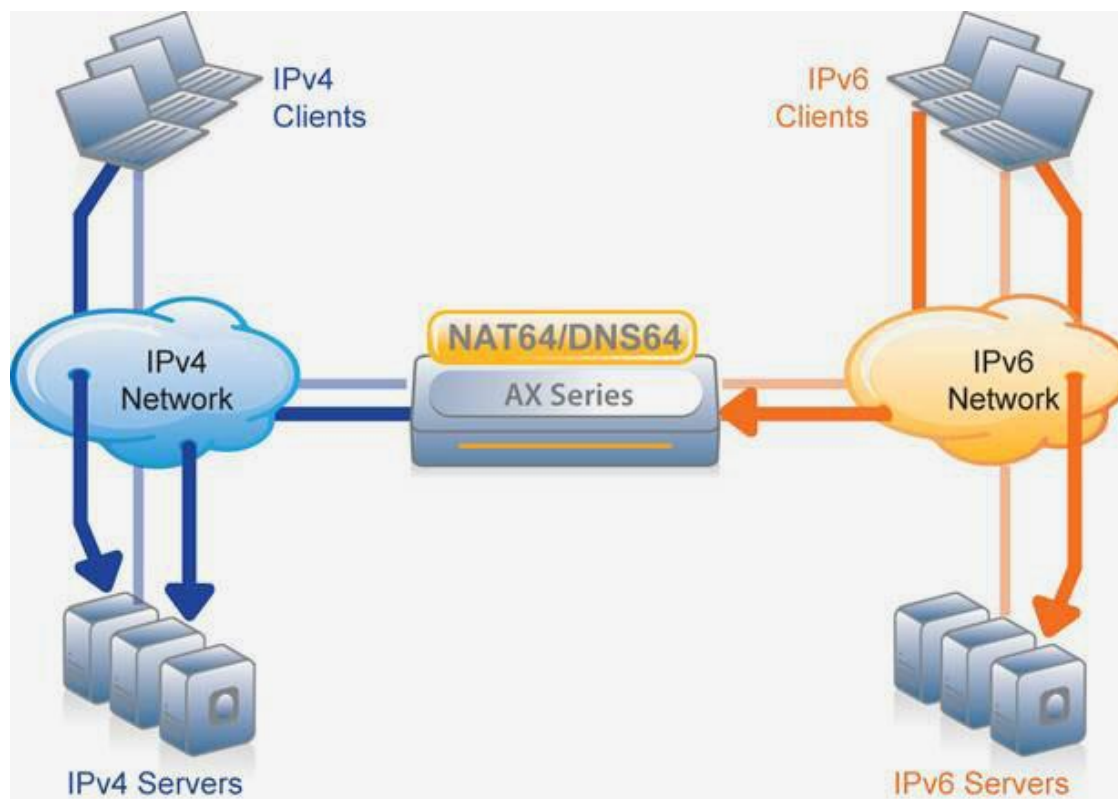 IPv4
Clients
IPv6
Clients
IPv4
Network
NAT64/DNS64
AX Series
IPv6
Network
IPv4 Servers
IPv6 Servers